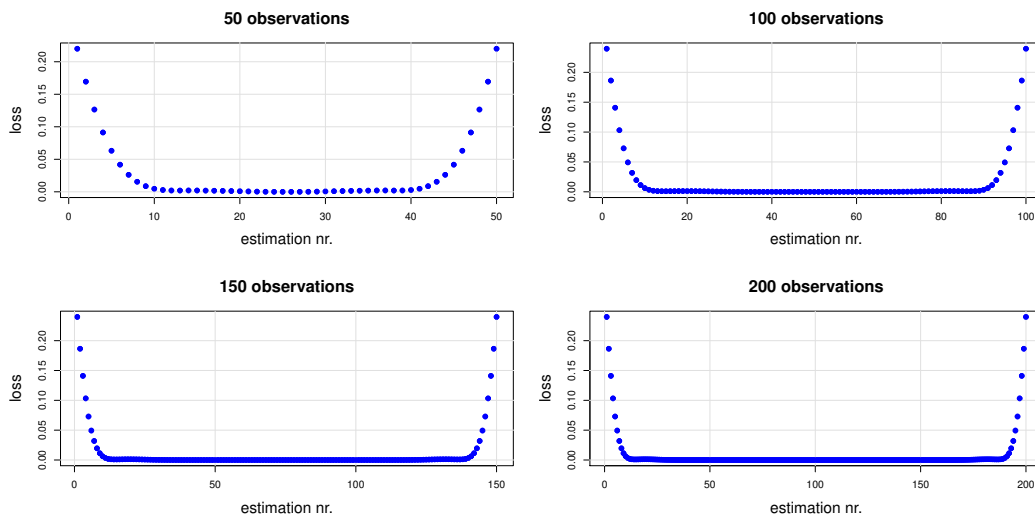 50 observations
0.20
0.15
0.10
0.05
0.00
loss
0 10 20 30 40 50
estimation nr.
100 observations
0.20
0.15
0.10
0.05
0.00
loss
0 20 40 60 80 100
estimation nr.
150 observations
0.20
0.15
0.10
0.05
0.00
loss
0 50 100 150
estimation nr.
200 observations
0.20
0.15
0.10
0.05
0.00
loss
0 50 100 150 200
estimation nr.